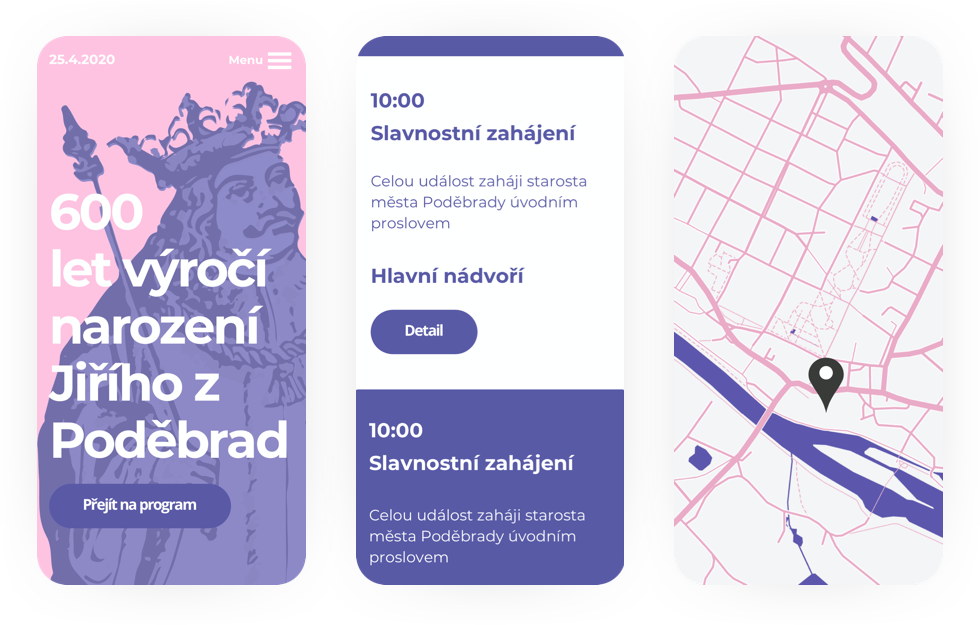 25.4.2020
Menu
600
let výročí
narození
Jiřího z
Poděbrad
Přejít na program
10:00
Slavnostní zahájení
Celou událost zaháji starosta
města Poděbrady úvodním
proslovem
Hlavní nádvoří
Detail
10:00
Slavnostní zahájení
Celou událost zaháji starosta
města Poděbrady úvodním
proslovem